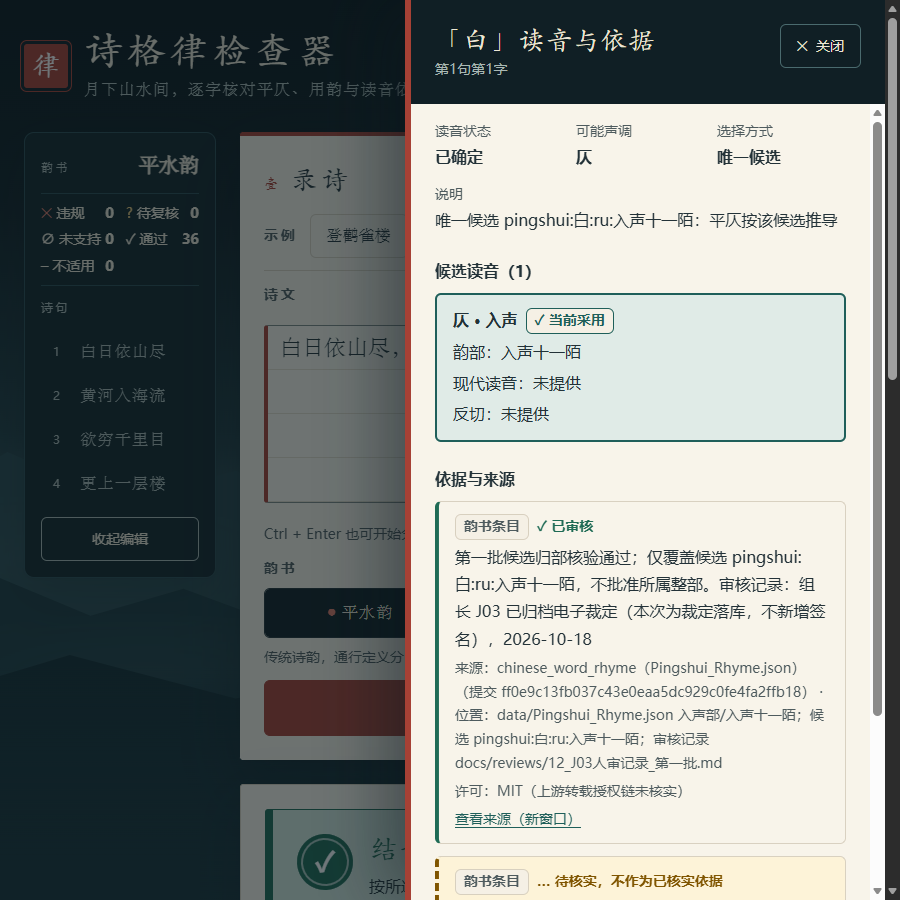 律
诗格律检查器
月下山水间，逐字核对平仄、用韵与读音依
韵书 平水韵
× 违规 0 ? 待复核 0
⊘ 未支持 0 ✓ 通过 36
– 不适用 0
诗句
1 白日依山尽
2 黄河入海流
3 欲穷千里目
4 更上一层楼
收起编辑
壹 录诗
示例 登鹳雀楼
诗文
白日依山尽，
Ctrl + Enter 也可开始
韵书
平水韵
传统诗韵，通行定义分
✓
按所
「白」读音与依据
第1句第1字
× 关闭
读音状态 可能声调 选择方式
已确定 仄 唯一候选
说明
唯一候选 pingshui:白:ru:入声十一陌：平仄按该候选推导
候选读音（1）
仄 • 入声 ✓ 当前采用
韵部：入声十一陌
现代读音：未提供
反切：未提供
依据与来源
韵书条目 ✓ 已审核
第一批候选归部核验通过；仅覆盖候选 pingshui:
白:ru:入声十一陌，不批准所属整部。审核记录：组
长 J03 已归档电子裁定（本次为裁定落库，不新增签
名），2026-10-18
来源：chinese_word_rhyme（Pingshui_Rhyme.json）
（提交 ff0e9c13fb037c43e0eaa5dc929c0fe4fa2ffb18） ·
位置：data/Pingshui_Rhyme.json 入声部/入声十一陌；候
选 pingshui:白:ru:入声十一陌；审核记录
docs/reviews/12_J03人审记录_第一批.md
许可：MIT（上游转载授权链未核实）
查看来源（新窗口）
韵书条目 … 待核实，不作为已核实依据